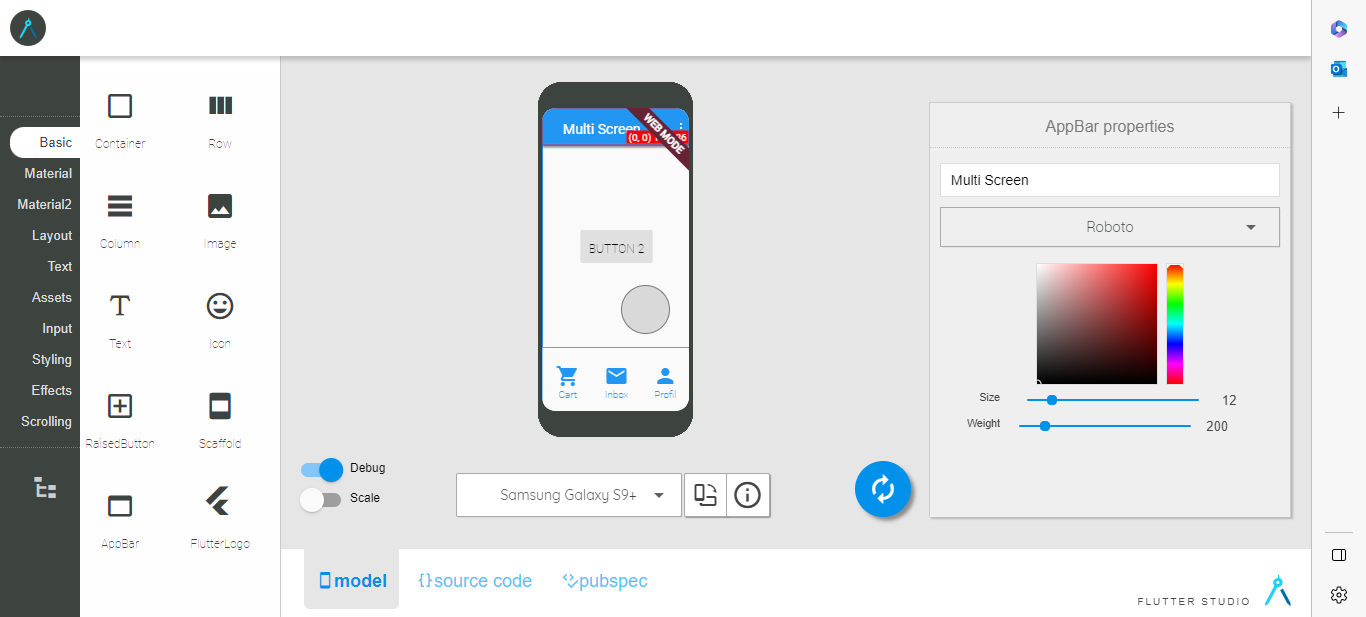 Basic
Material
Material2
Layout
Text
Assets
Input
Styling
Effects
Scrolling
Container
Row
Column
Image
Text
Icon
RaisedButton
Scaffold
AppBar
FlutterLogo
Multi Screen
WEB MODE
(0, 0)
BUTTON 2
Cart
Inbox
Profil
Debug
Scale
Samsung Galaxy S9+
AppBar properties
Multi Screen
Roboto
Size
12
Weight
200
model
{}source code
pubspec
FLUTTER STUDIO